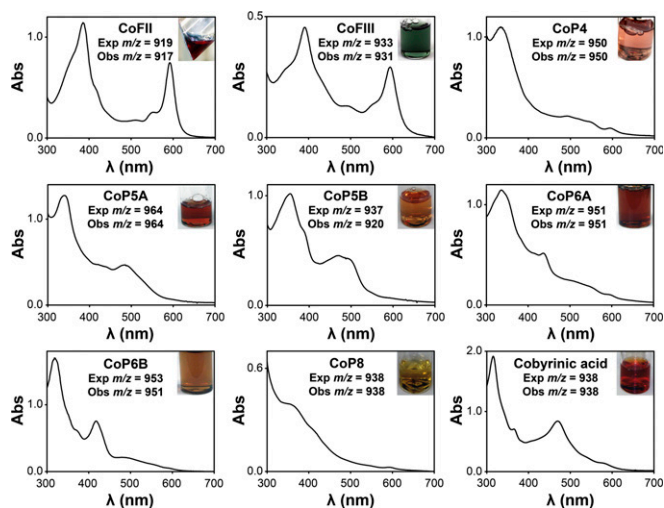 CoFII
Exp m/z = 919
Obs m/z = 917
Abs
1.0
0.0
300 400 500 600 700
λ (nm)
CoFIII
Exp m/z = 933
Obs m/z = 931
Abs
0.5
0.0
300 400 500 600 700
λ (nm)
CoP4
Exp m/z = 950
Obs m/z = 950
Abs
1.0
0.0
300 400 500 600 700
λ (nm)
CoP5A
Exp m/z = 964
Obs m/z = 964
Abs
1.0
0.0
300 400 500 600 700
λ (nm)
CoP5B
Exp m/z = 937
Obs m/z = 920
Abs
1.0
0.0
300 400 500 600 700
λ (nm)
CoP6A
Exp m/z = 951
Obs m/z = 951
Abs
1.0
0.0
300 400 500 600 700
λ (nm)
CoP6B
Exp m/z = 953
Obs m/z = 951
Abs
1.0
0.0
300 400 500 600 700
λ (nm)
CoP8
Exp m/z = 938
Obs m/z = 938
Abs
0.6
0.0
300 400 500 600 700
λ (nm)
Cobyrinic acid
Exp m/z = 938
Obs m/z = 938
Abs
2.0
1.0
0.0
300 400 500 600 700
λ (nm)